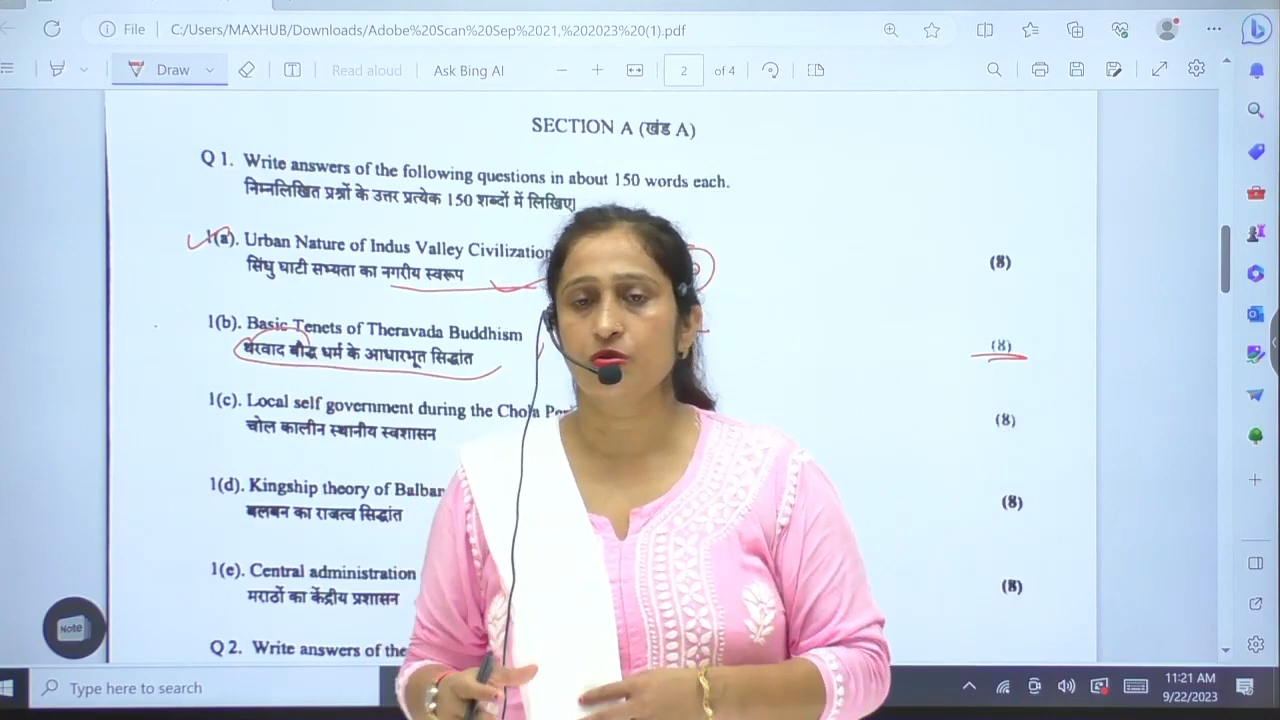 File C:/Users/MAXHUB/Downloads/Adobe%20Scan%20Sep%2021,%202023%20(1).pdf
Draw Read aloud Ask Bing AI 2 of 4
SECTION A (खंड A)
Q 1. Write answers of the following questions in about 150 words each.
निम्नलिखित प्रश्नों के उत्तर प्रत्येक 150 शब्दों में लिखिए|
1(a). Urban Nature of Indus Valley Civilization (8)
सिंधु घाटी सभ्यता का नगरीय स्वरूप
1(b). Basic Tenets of Theravada Buddhism
थेरवाद बौद्ध धर्म के आधारभूत सिद्धांत (8)
1(c). Local self government during the Chola (8)
चोल कालीन स्थानीय स्वशासन
1(d). Kingship theory of Balban (8)
बलबन का राजत्व सिद्धांत
1(e). Central administration (8)
मराठों का केंद्रीय प्रशासन
Note
Q 2. Write answers of the
Type here to search
11:21 AM
9/22/2023